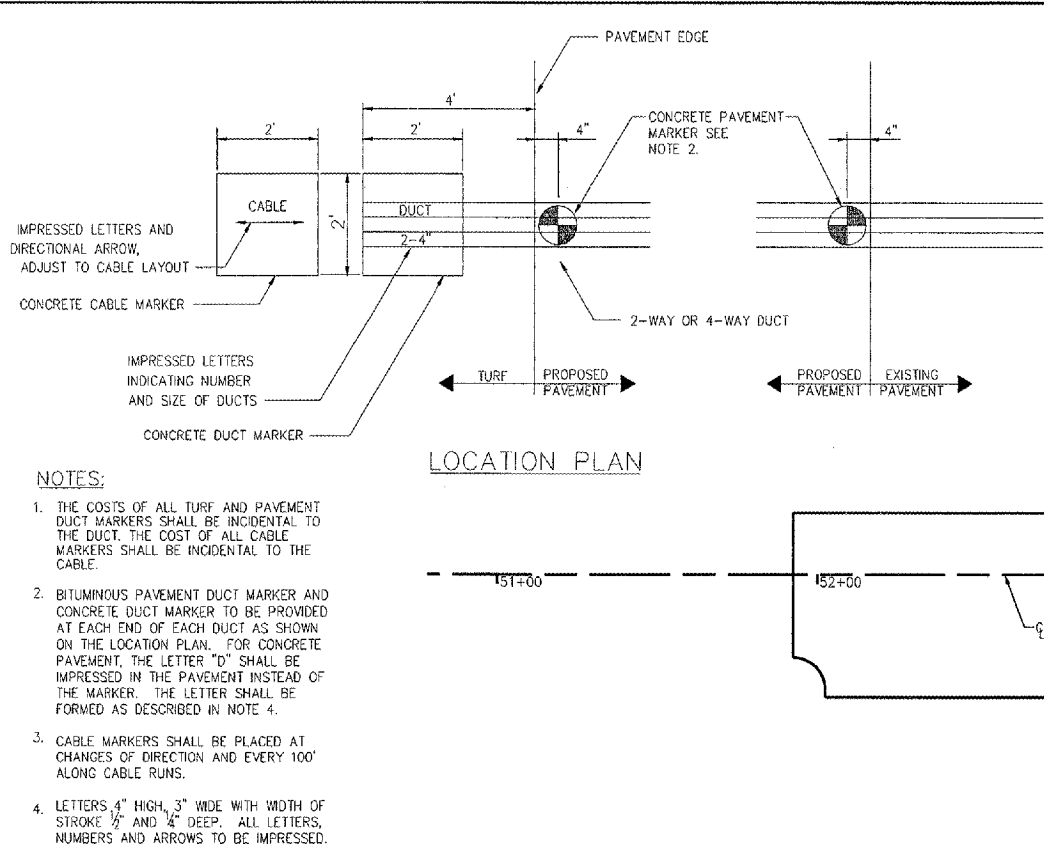 PAVEMENT EDGE
4'
2'
2'
4"
CONCRETE PAVEMENT
MARKER SEE
NOTE 2.
4"
CABLE
2'
DUCT
2-4"
IMPRESSED LETTERS AND
DIRECTIONAL ARROW,
ADJUST TO CABLE LAYOUT
CONCRETE CABLE MARKER
2-WAY OR 4-WAY DUCT
IMPRESSED LETTERS
INDICATING NUMBER
AND SIZE OF DUCTS
CONCRETE DUCT MARKER
TURF
PROPOSED
PAVEMENT
PROPOSED
PAVEMENT
EXISTING
PAVEMENT
LOCATION PLAN
NOTES:
1. THE COSTS OF ALL TURF AND PAVEMENT
DUCT MARKERS SHALL BE INCIDENTAL TO
THE DUCT. THE COST OF ALL CABLE
MARKERS SHALL BE INCIDENTAL TO THE
CABLE.
2. BITUMINOUS PAVEMENT DUCT MARKER AND
CONCRETE DUCT MARKER TO BE PROVIDED
AT EACH END OF EACH DUCT AS SHOWN
ON THE LOCATION PLAN. FOR CONCRETE
PAVEMENT, THE LETTER "D" SHALL BE
IMPRESSED IN THE PAVEMENT INSTEAD OF
THE MARKER. THE LETTER SHALL BE
FORMED AS DESCRIBED IN NOTE 4.
3. CABLE MARKERS SHALL BE PLACED AT
CHANGES OF DIRECTION AND EVERY 100'
ALONG CABLE RUNS.
4. LETTERS 4" HIGH, 3" WIDE WITH WIDTH OF
STROKE 1/2" AND 1/4" DEEP. ALL LETTERS,
NUMBERS AND ARROWS TO BE IMPRESSED.
51+00
52+00
℄